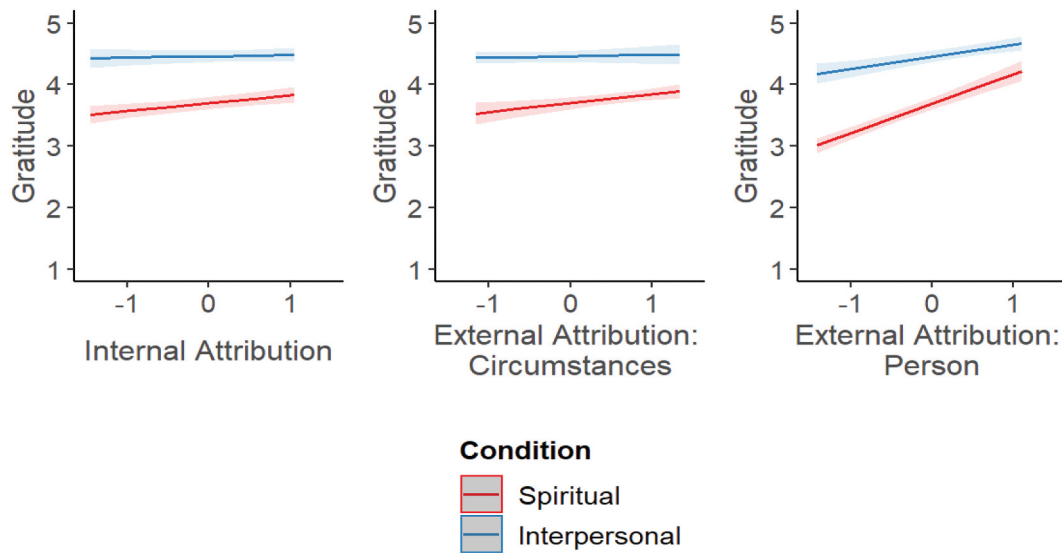 5
4
3
2
1
Gratitude
-1 0 1
Internal Attribution
5
4
3
2
1
Gratitude
-1 0 1
External Attribution:
Circumstances
5
4
3
2
1
Gratitude
-1 0 1
External Attribution:
Person
Condition
Spiritual
Interpersonal